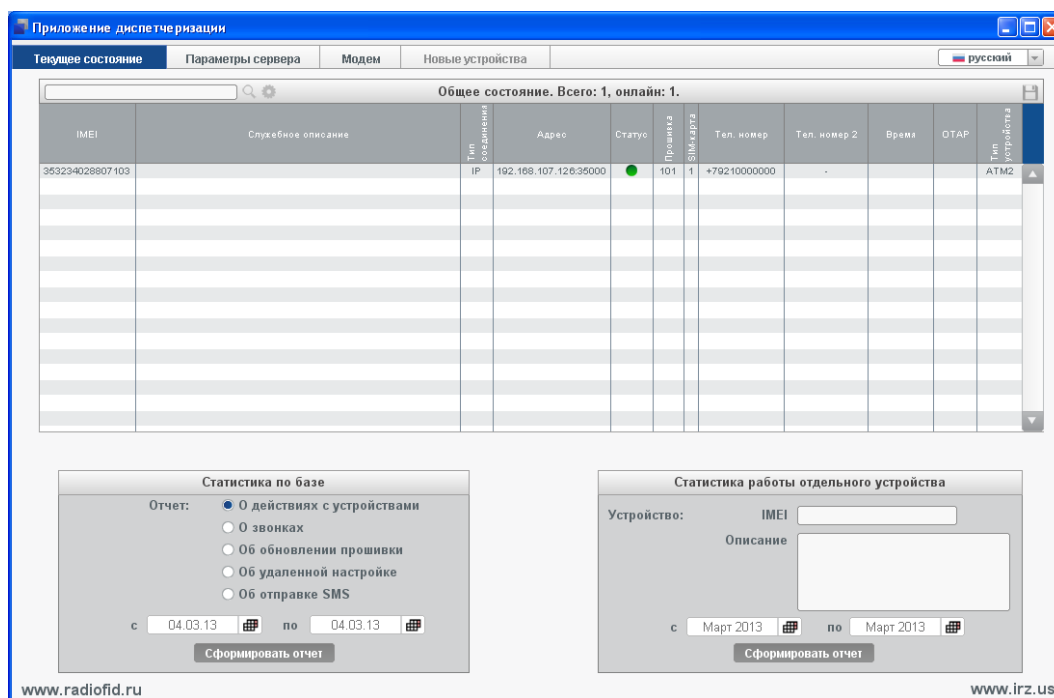 Приложение диспетчеризации
Текущее состояние Параметры сервера Модем Новые устройства русский
Общее состояние. Всего: 1, онлайн: 1.
IMEI Служебное описание Тип соединения Адрес Статус Прошивка SIM-карта Тел. номер Тел. номер 2 Время OTAP Тип устройства
353234028807103 IP 192.168.107.126:35000 101 1 +79210000000 - ATM2
Статистика по базе
Отчет: О действиях с устройствами
О звонках
Об обновлении прошивки
Об удаленной настройке
Об отправке SMS
с 04.03.13 по 04.03.13
Сформировать отчет
Статистика работы отдельного устройства
Устройство: IMEI
Описание
с Март 2013 по Март 2013
Сформировать отчет
www.radiofid.ru www.irz.us